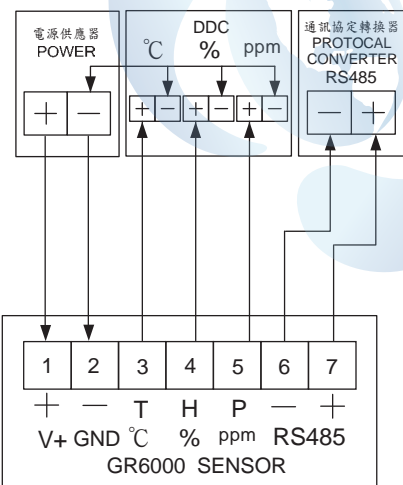 電源供應器
POWER
+ −
DDC
℃ % ppm
+ − + − + −
通訊協定轉換器
PROTOCAL
CONVERTER
RS485
− +
1 2 3 4 5 6 7
+ − T H P − +
V+ GND ℃ % ppm RS485
GR6000 SENSOR